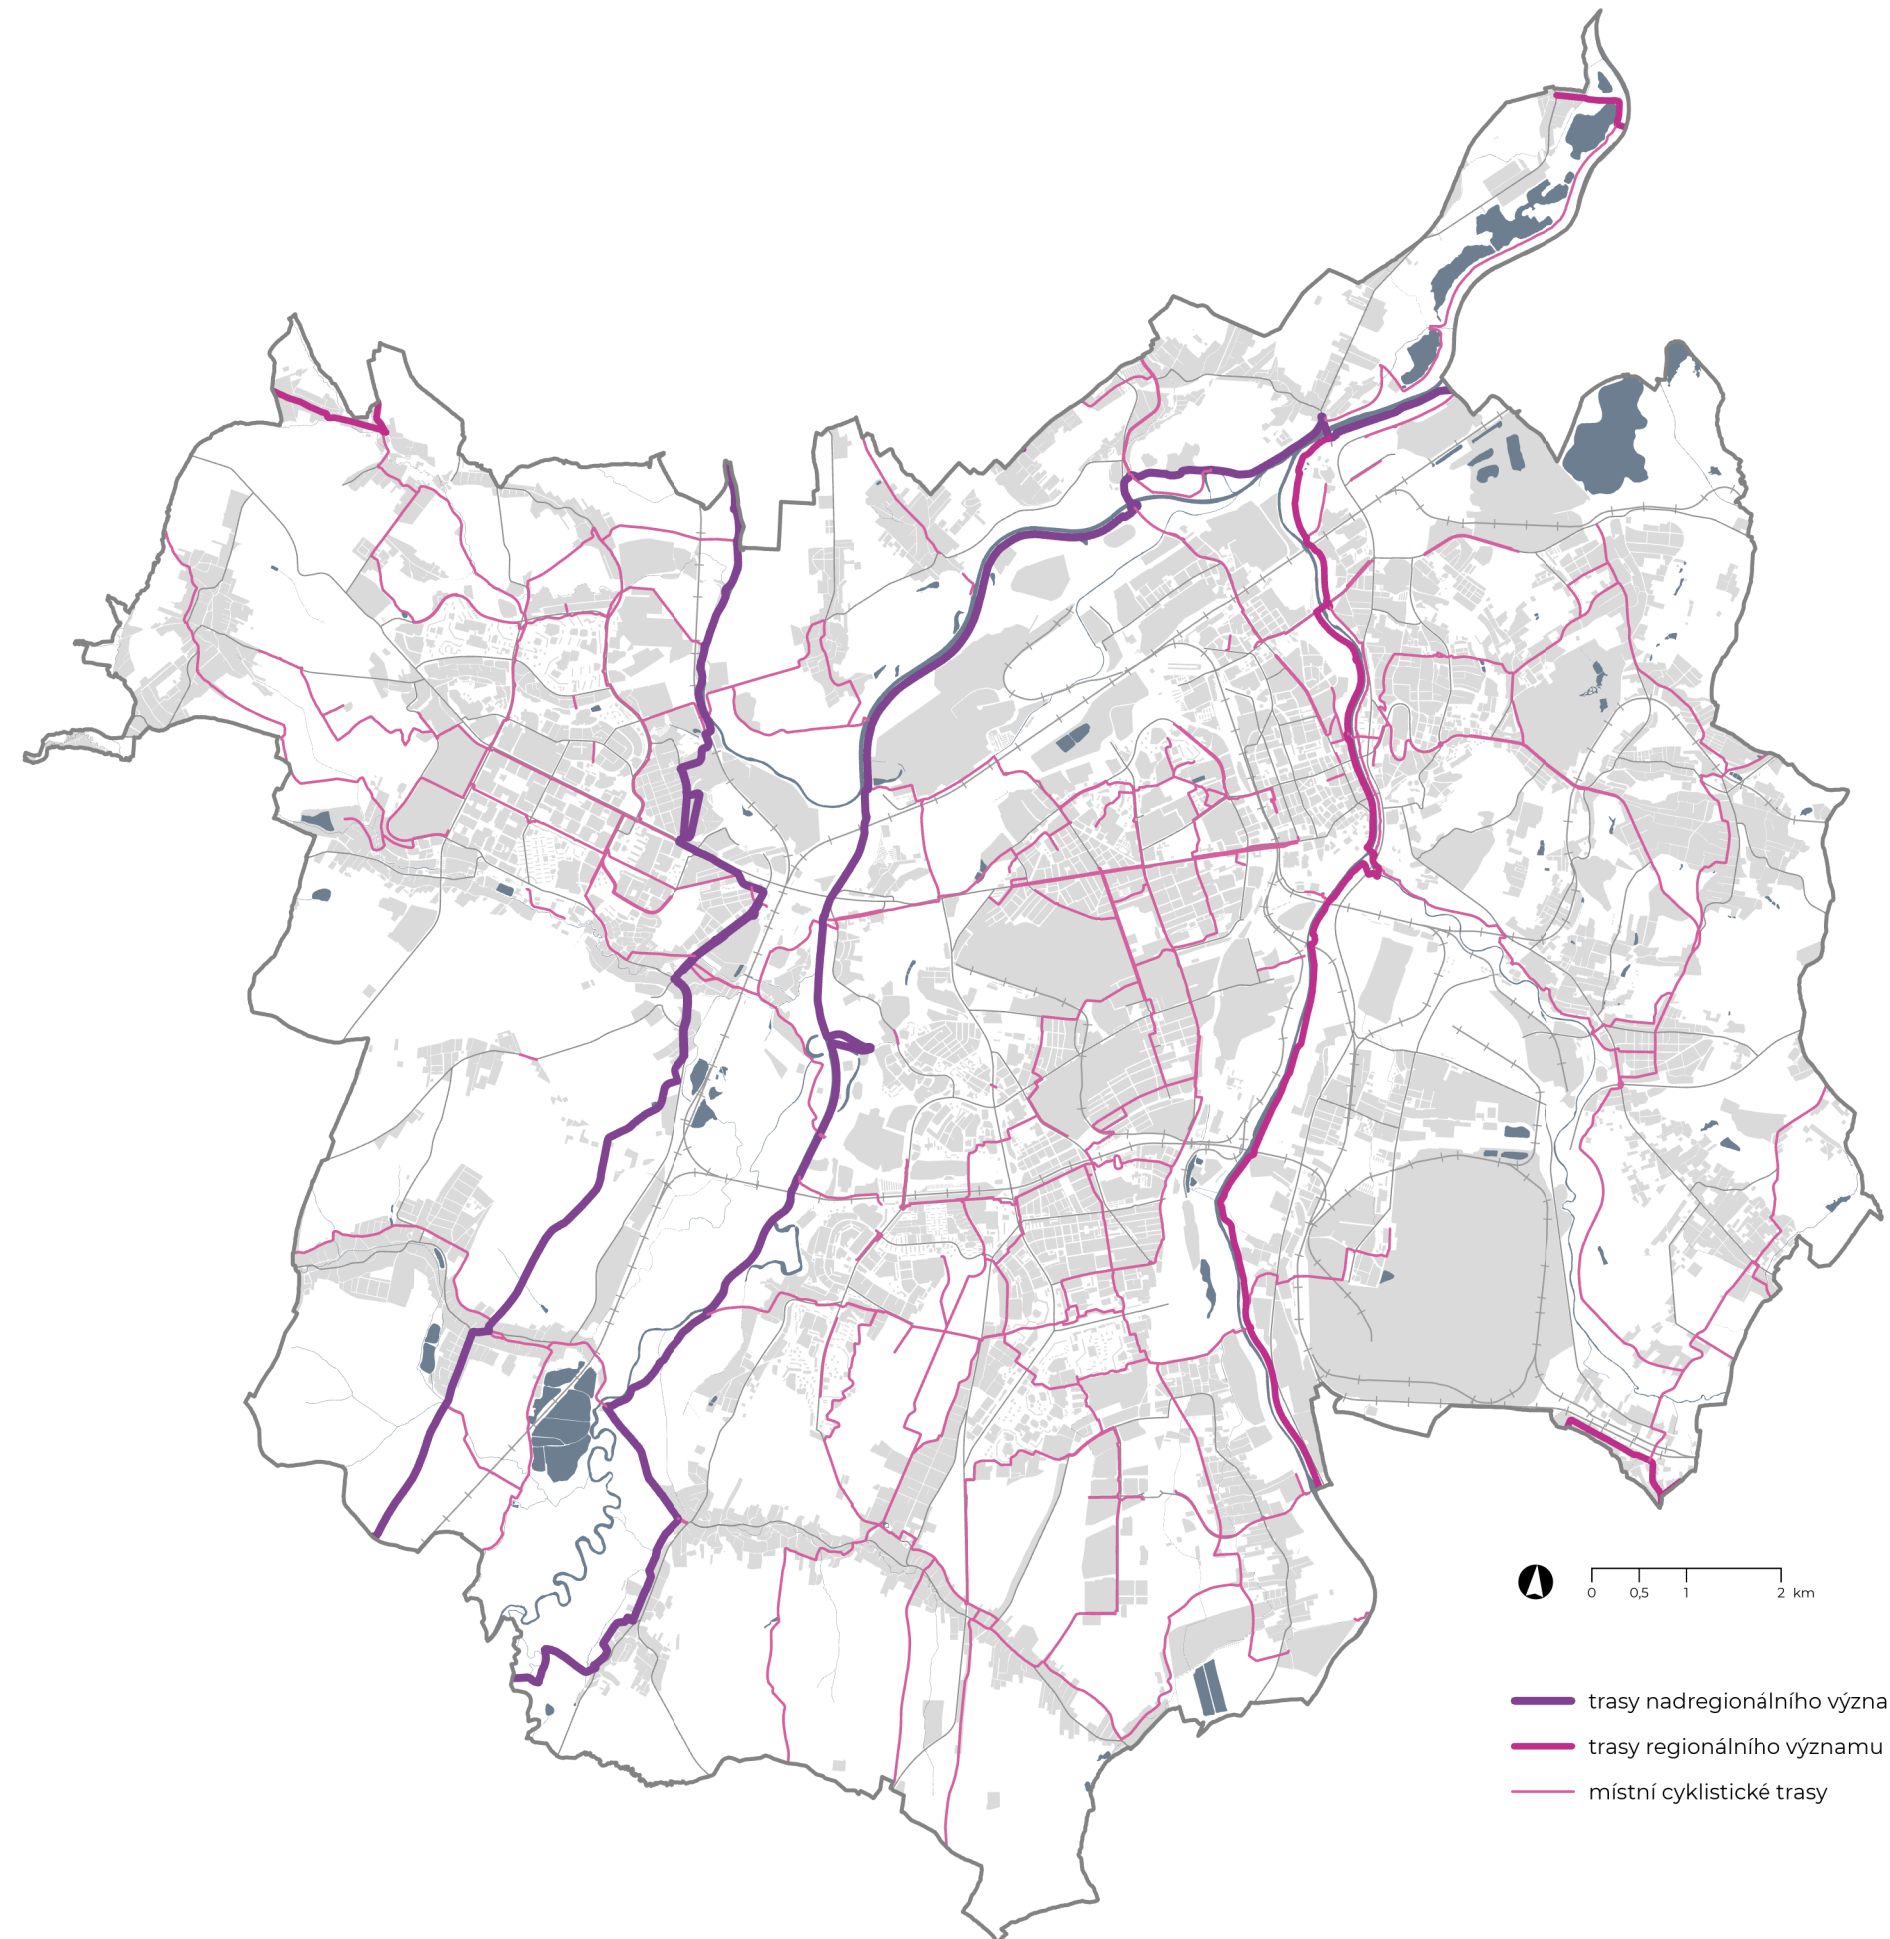 0 0,5 1 2 km
trasy nadregionálního význa
trasy regionálního významu
místní cyklistické trasy